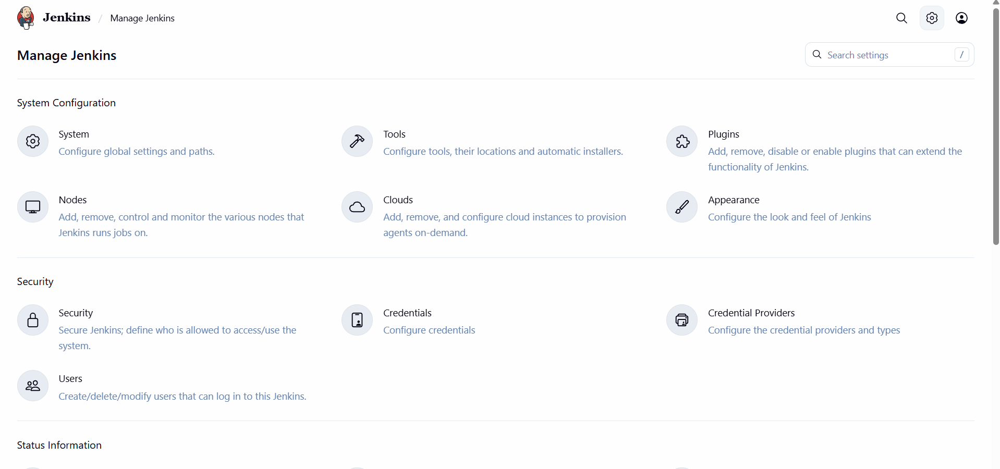 Jenkins / Manage Jenkins
Manage Jenkins
Search settings /
System Configuration
System
Configure global settings and paths.
Tools
Configure tools, their locations and automatic installers.
Plugins
Add, remove, disable or enable plugins that can extend the
functionality of Jenkins.
Nodes
Add, remove, control and monitor the various nodes that
Jenkins runs jobs on.
Clouds
Add, remove, and configure cloud instances to provision
agents on-demand.
Appearance
Configure the look and feel of Jenkins
Security
Security
Secure Jenkins; define who is allowed to access/use the
system.
Credentials
Configure credentials
Credential Providers
Configure the credential providers and types
Users
Create/delete/modify users that can log in to this Jenkins.
Status Information